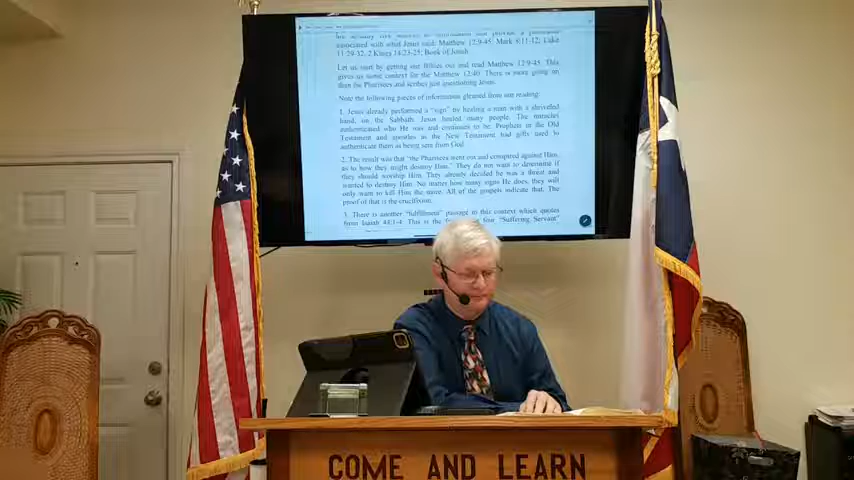 associated with what Jesus said: Matthew 12:9-45; Mark 8:11-12; Luke
11:29-32; 2 Kings 14:23-25; Book of Jonah
Let us start by getting our Bibles out and read Matthew 12:9-45. This
gives us some context for the Matthew 12:40. There is more going on
then the Pharisees and scribes just questioning Jesus.
Note the following pieces of information gleaned from our reading:
1. Jesus already performed a "sign" by healing a man with a shriveled
hand, on the Sabbath. Jesus healed many people. The miracles
authenticated who He was and continues to be. Prophets in the Old
Testament and apostles in the New Testament had gifts used to
authenticate them as being sent from God.
2. The result was that "the Pharisees went out and conspired against Him,
as to how they might destroy Him." They do not want to determine if
they should worship Him. They already decided he was a threat and
wanted to destroy Him. No matter how many signs He does, they will
only want to kill Him the more. All of the gospels indicate that. The
proof of that is the crucifixion.
3. There is another "fulfillment" passage in this context which quotes
from Isaiah 42:1-4. This is the four "Suffering Servant"
COME AND LEARN